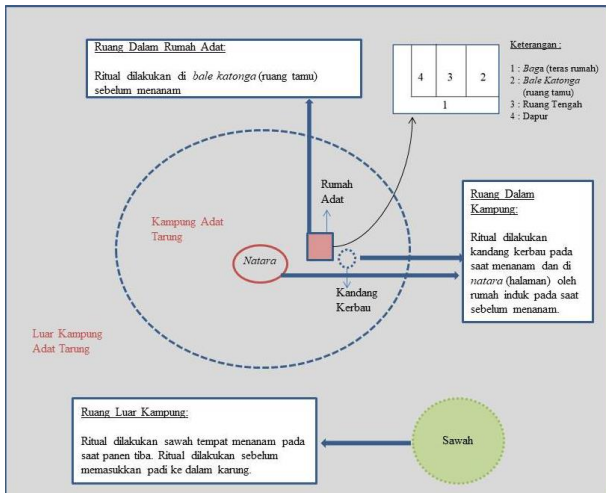 Ruang Dalam Rumah Adat:
Ritual dilakukan di bale katonga (ruang tamu)
sebelum menanam
4 3 2
1
Keterangan :
1 : Baga (teras rumah)
2 : Bale Katonga
(ruang tamu)
3 : Ruang Tengah
4 : Dapur
Rumah
Adat
Kampung Adat
Tarung
Natara
Kandang
Kerbau
Ruang Dalam
Kampung:
Ritual dilakukan
kandang kerbau pada
saat menanam dan di
natara (halaman) oleh
rumah induk pada saat
sebelum menanam.
Luar Kampung
Adat Tarung
Ruang Luar Kampung:
Ritual dilakukan sawah tempat menanam pada
saat panen tiba. Ritual dilakukan sebelum
memasukkan padi ke dalam karung.
Sawah